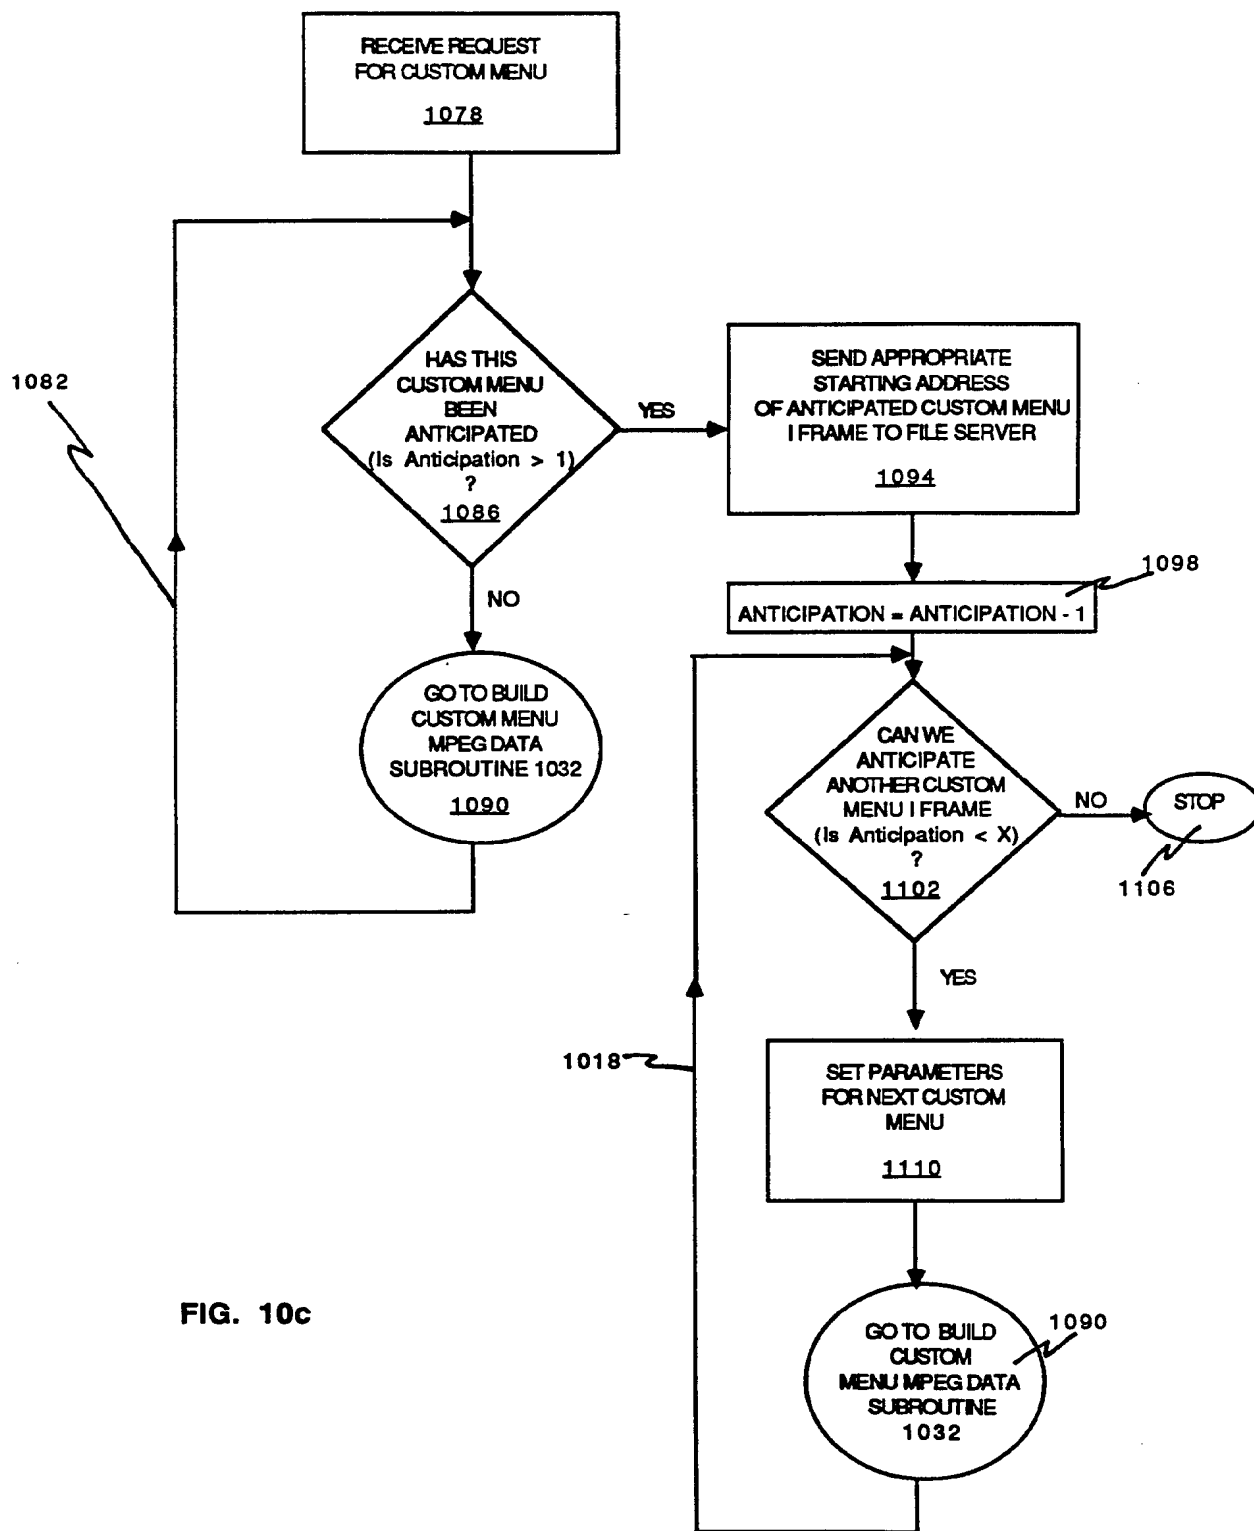 RECEIVE REQUEST
FOR CUSTOM MENU
1078
1082
HAS THIS
CUSTOM MENU
BEEN
ANTICIPATED
(Is Anticipation > 1)
?
1086
YES
NO
SEND APPROPRIATE
STARTING ADDRESS
OF ANTICIPATED CUSTOM MENU
I FRAME TO FILE SERVER
1094
1098
ANTICIPATION = ANTICIPATION - 1
GO TO BUILD
CUSTOM MENU
MPEG DATA
SUBROUTINE 1032
1090
CAN WE
ANTICIPATE
ANOTHER CUSTOM
MENU I FRAME
(Is Anticipation < X)
?
1102
NO
STOP
1106
YES
1018
SET PARAMETERS
FOR NEXT CUSTOM
MENU
1110
GO TO BUILD
CUSTOM
MENU MPEG DATA
SUBROUTINE
1032
1090
FIG. 10c